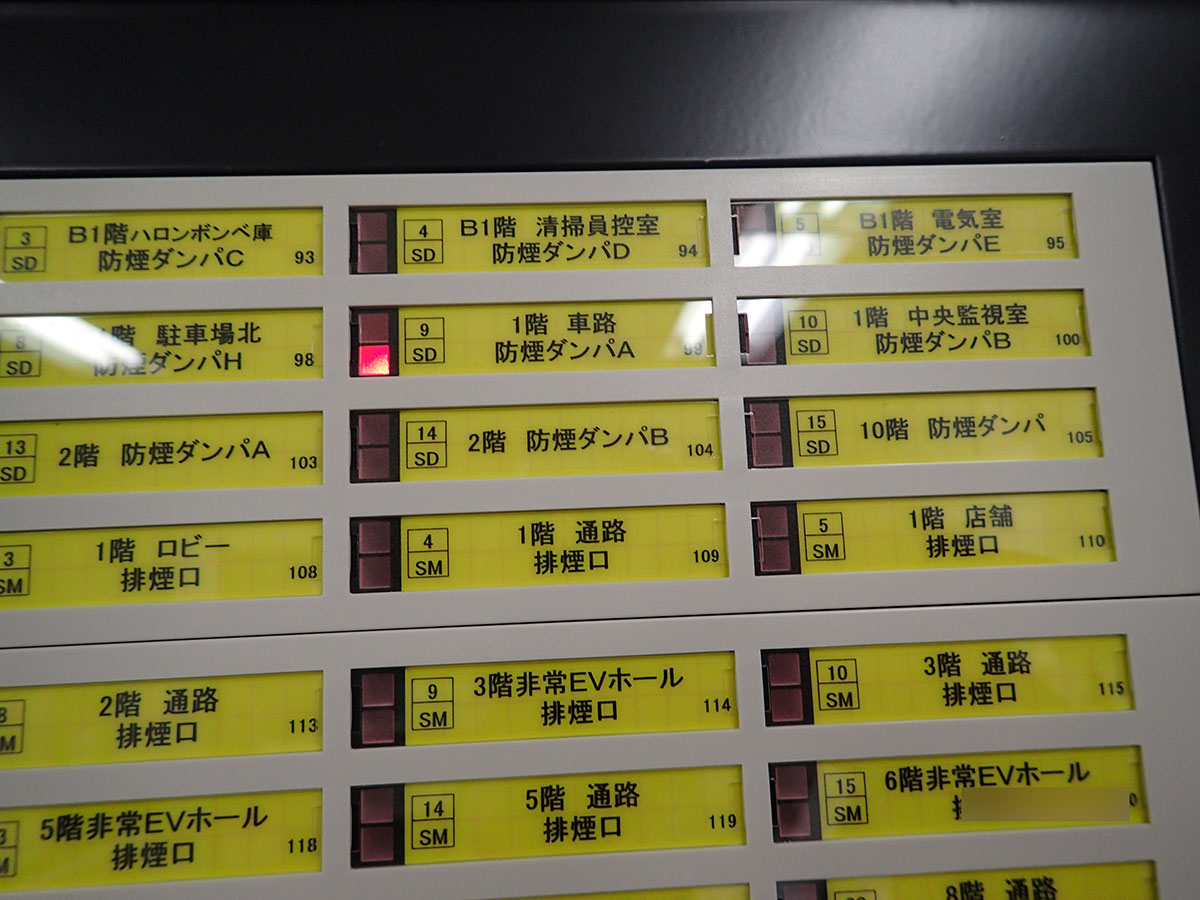 3
SD
B1階ハロンボンベ庫
防煙ダンパC
93
4
SD
B1階 清掃員控室
防煙ダンパD
94
5
B1階 電気室
防煙ダンパE
95
8
SD
階 駐車場北
防煙ダンパH
98
9
SD
1階 車路
防煙ダンパA
99
10
SD
1階 中央監視室
防煙ダンパB
100
13
SD
2階 防煙ダンパA
103
14
SD
2階 防煙ダンパB
104
15
SD
10階 防煙ダンパ
105
3
SM
1階 ロビー
排煙口
108
4
SM
1階 通路
排煙口
109
5
SM
1階 店舗
排煙口
110
2階 通路
排煙口
113
9
SM
3階非常EVホール
排煙口
114
10
SM
3階 通路
排煙口
115
5階非常EVホール
排煙口
118
14
SM
5階 通路
排煙口
119
15
SM
6階非常EVホール
8階 通路